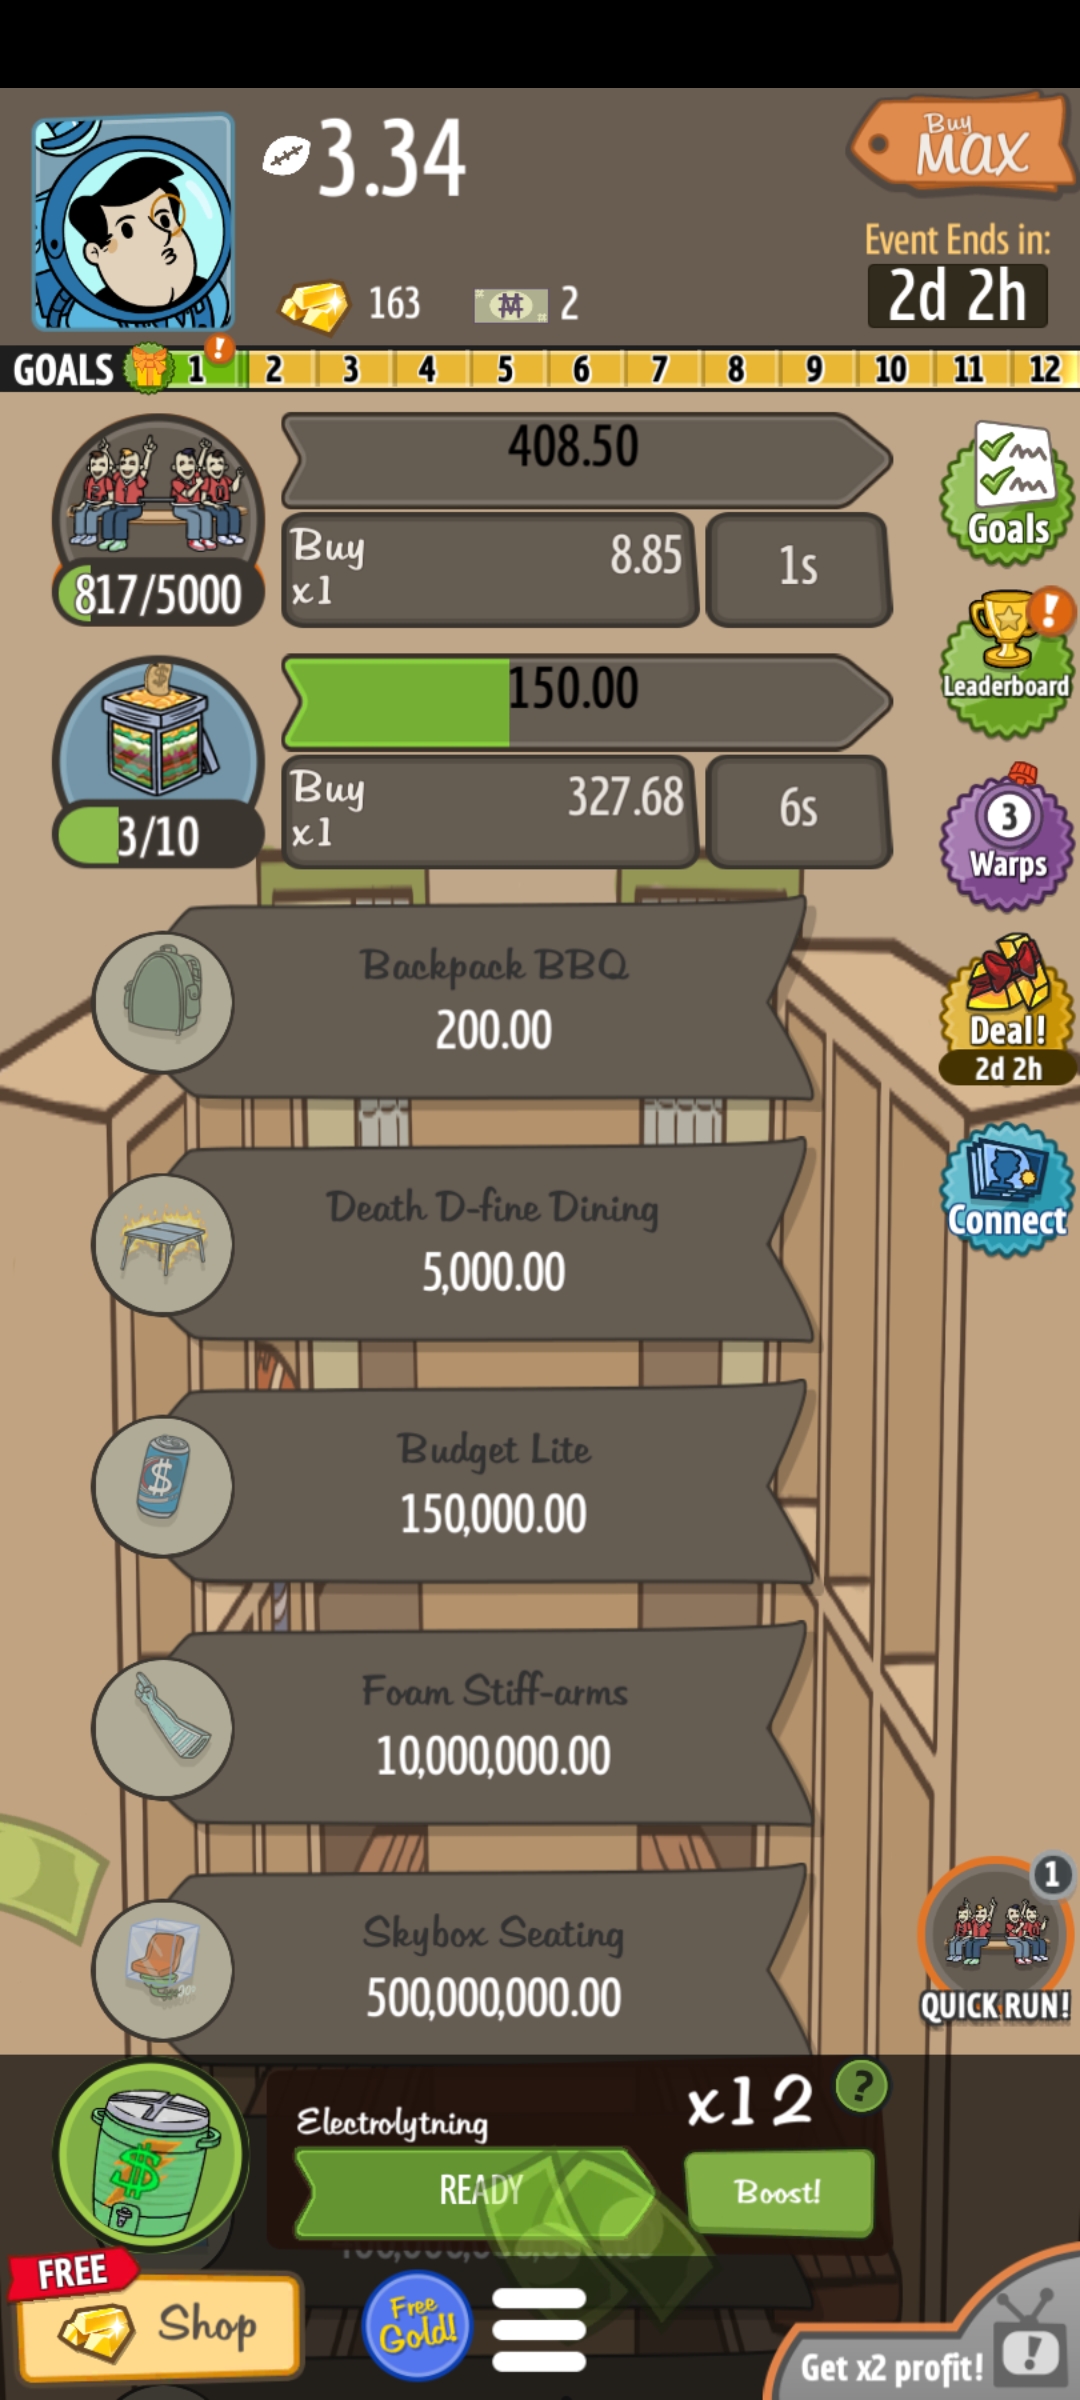 3.34
Buy
MAX
163
2
Event Ends in:
2d 2h
GOALS 1 ! 2 3 4 5 6 7 8 9 10 11 12
408.50
Buy
x1
8.85
1s
817/5000
Goals
150.00
Buy
x1
327.68
6s
3/10
!
Leaderboard
3
Warps
Backpack BBQ
200.00
Deal!
2d 2h
Death D-fine Dining
5,000.00
Connect
Budget Lite
150,000.00
Foam Stiff-arms
10,000,000.00
Skybox Seating
500,000,000.00
1
QUICK RUN!
Electrolytning
x12
?
READY
Boost!
FREE
Shop
Free
Gold!
Get x2 profit!
!